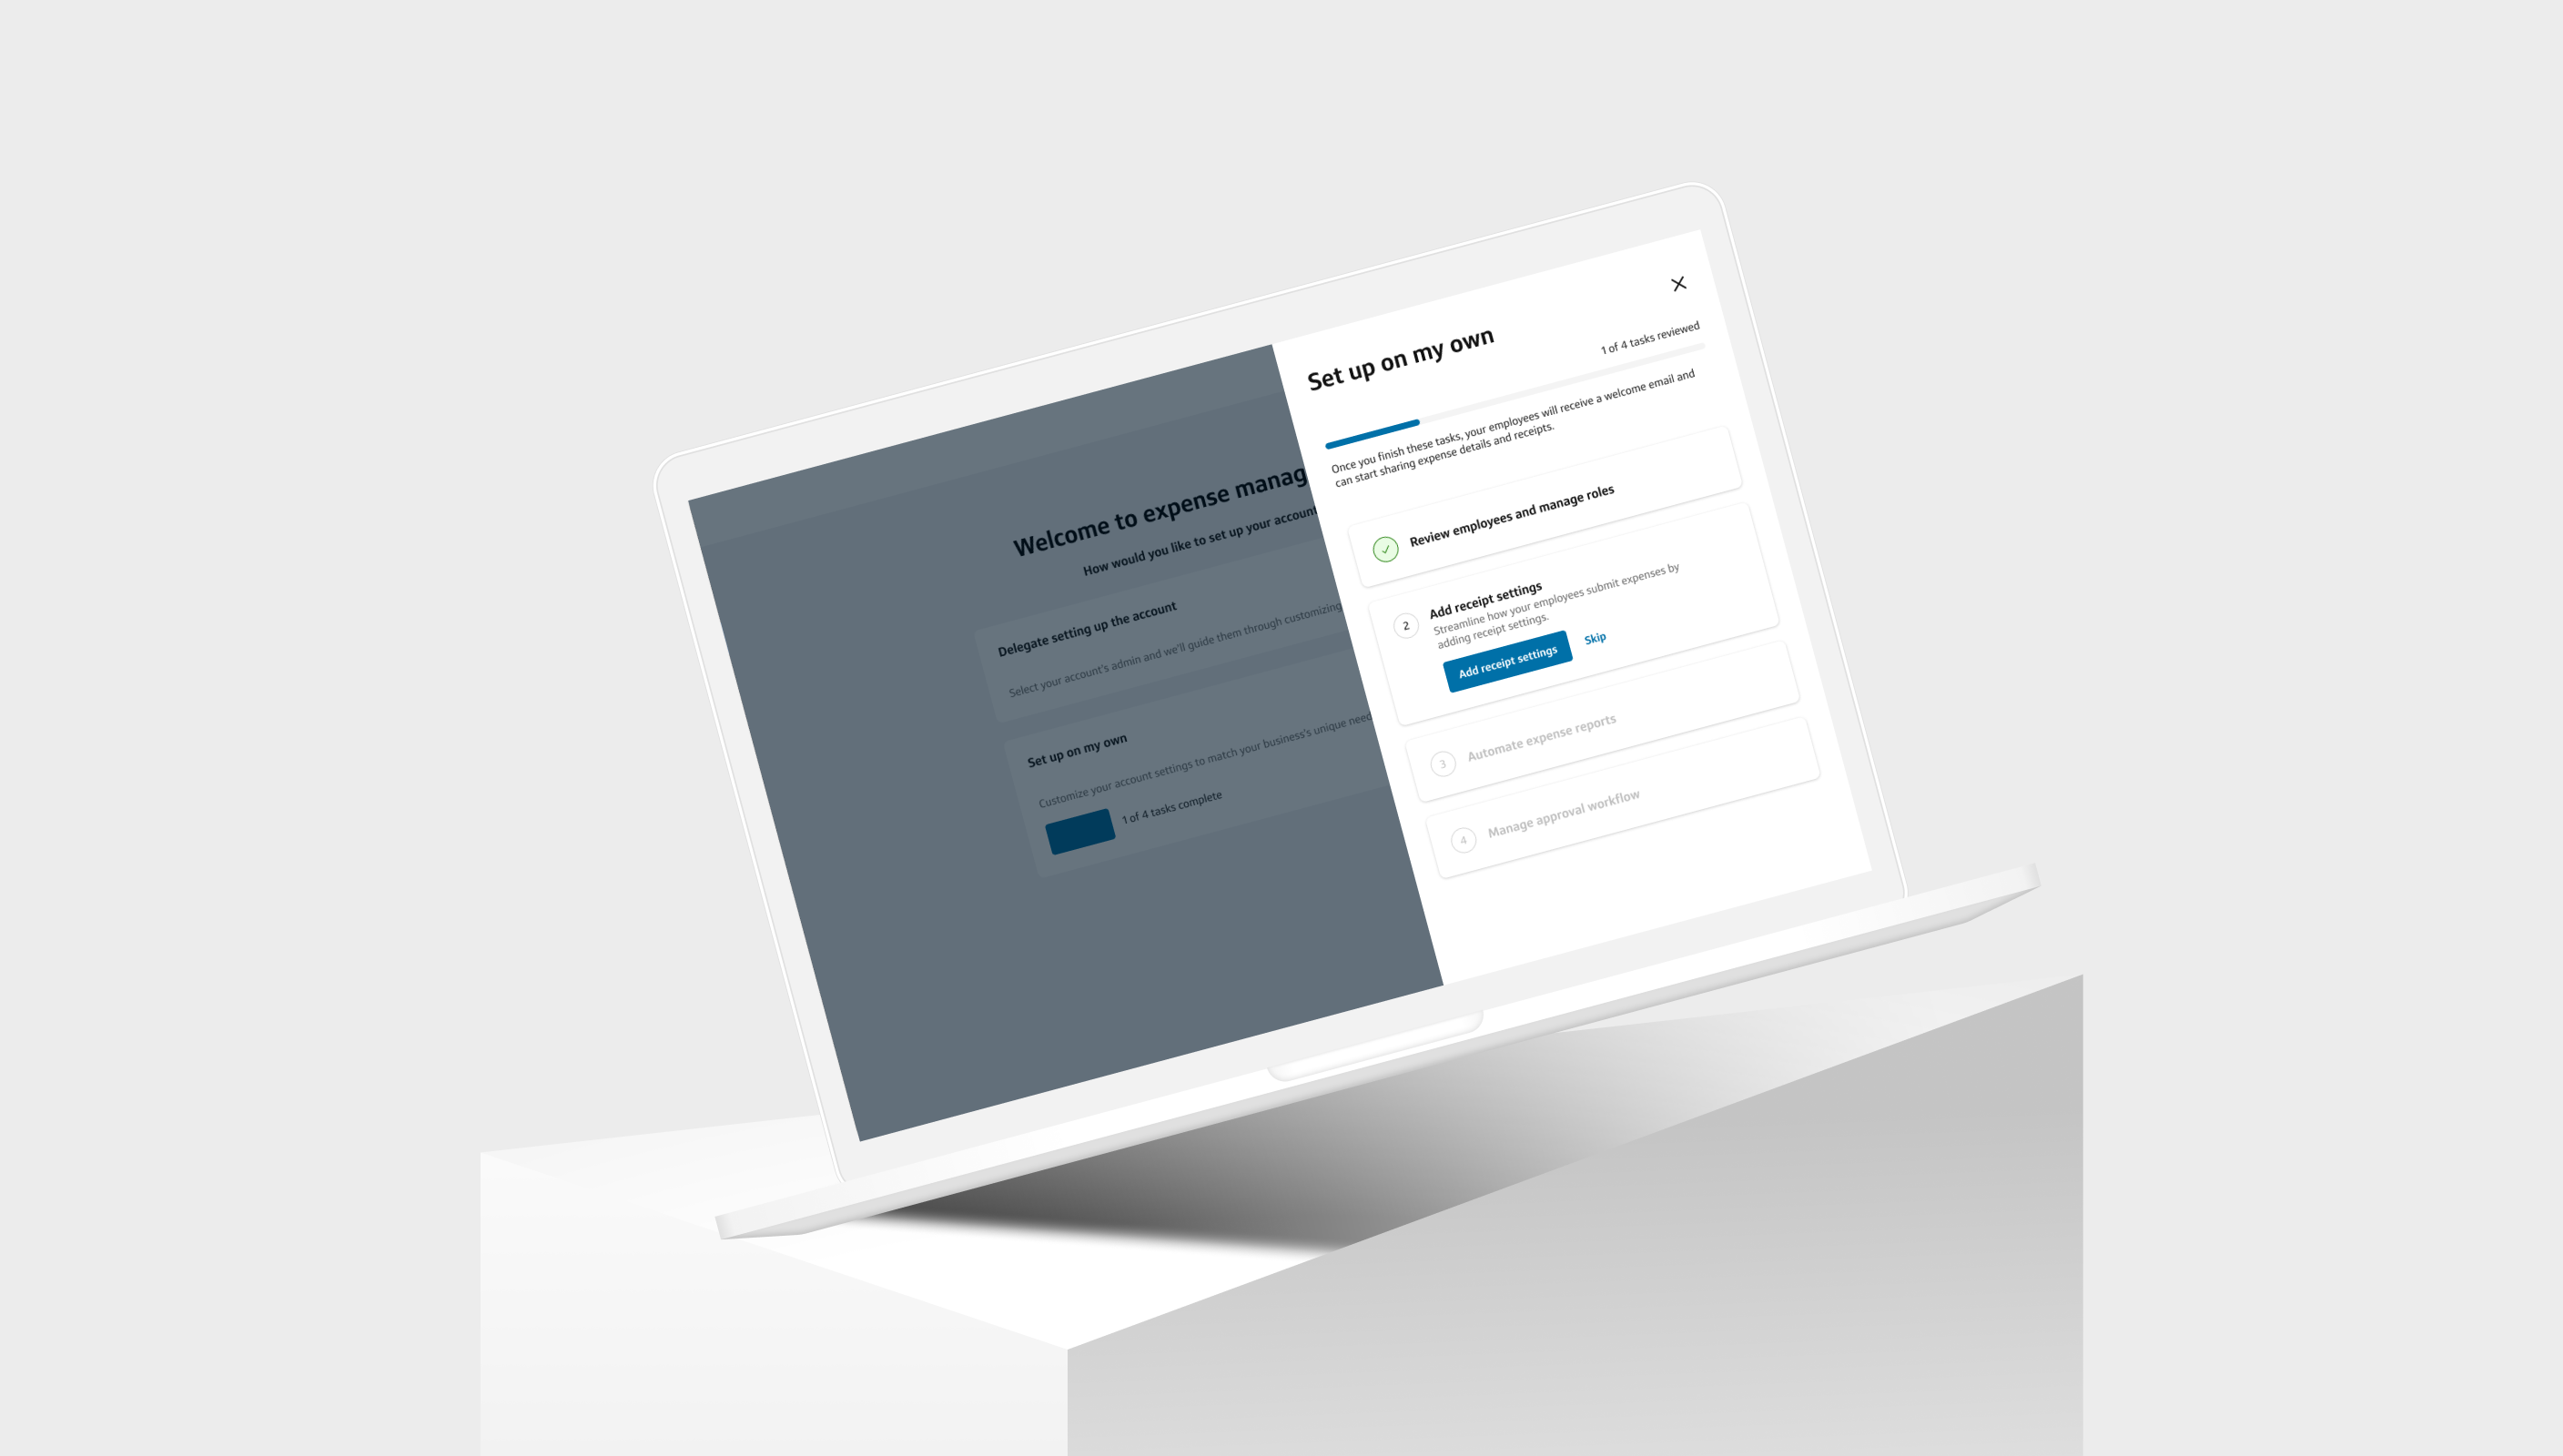 Welcome to expense manag
How would you like to set up your account
Delegate setting up the account
Select your account's admin and we'll guide them through customizing
Set up on my own
Customize your account settings to match your business's unique need
1 of 4 tasks complete
Set up on my own
1 of 4 tasks reviewed
Once you finish these tasks, your employees will receive a welcome email and
can start sharing expense details and receipts.
Review employees and manage roles
2
Add receipt settings
Streamline how your employees submit expenses by
adding receipt settings.
Add receipt settings
Skip
3
Automate expense reports
4
Manage approval workflow